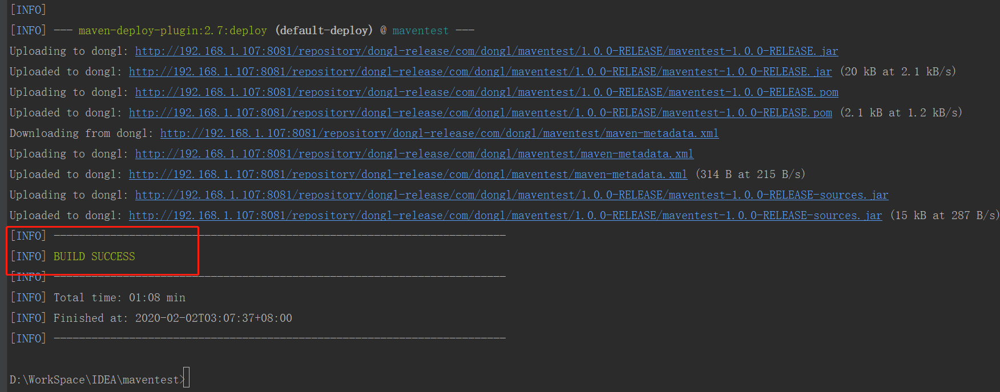 [INFO]
[INFO] --- maven-deploy-plugin:2.7:deploy (default-deploy) @ maventest ---
Uploading to dongl: http://192.168.1.107:8081/repository/dongl-release/com/dongl/maventest/1.0.0-RELEASE/maventest-1.0.0-RELEASE.jar
Uploaded to dongl: http://192.168.1.107:8081/repository/dongl-release/com/dongl/maventest/1.0.0-RELEASE/maventest-1.0.0-RELEASE.jar (20 kB at 2.1 kB/s)
Uploading to dongl: http://192.168.1.107:8081/repository/dongl-release/com/dongl/maventest/1.0.0-RELEASE/maventest-1.0.0-RELEASE.pom
Uploaded to dongl: http://192.168.1.107:8081/repository/dongl-release/com/dongl/maventest/1.0.0-RELEASE/maventest-1.0.0-RELEASE.pom (2.1 kB at 1.2 kB/s)
Downloading from dongl: http://192.168.1.107:8081/repository/dongl-release/com/dongl/maventest/maven-metadata.xml
Uploading to dongl: http://192.168.1.107:8081/repository/dongl-release/com/dongl/maventest/maven-metadata.xml
Uploaded to dongl: http://192.168.1.107:8081/repository/dongl-release/com/dongl/maventest/maven-metadata.xml (314 B at 215 B/s)
Uploading to dongl: http://192.168.1.107:8081/repository/dongl-release/com/dongl/maventest/1.0.0-RELEASE/maventest-1.0.0-RELEASE-sources.jar
Uploaded to dongl: http://192.168.1.107:8081/repository/dongl-release/com/dongl/maventest/1.0.0-RELEASE/maventest-1.0.0-RELEASE-sources.jar (15 kB at 287 B/s)
[INFO] ------------------------------------------------------------------------
[INFO] BUILD SUCCESS
[INFO] ------------------------------------------------------------------------
[INFO] Total time: 01:08 min
[INFO] Finished at: 2020-02-02T03:07:37+08:00
[INFO] ------------------------------------------------------------------------
D:\WorkSpace\IDEA\maventest>